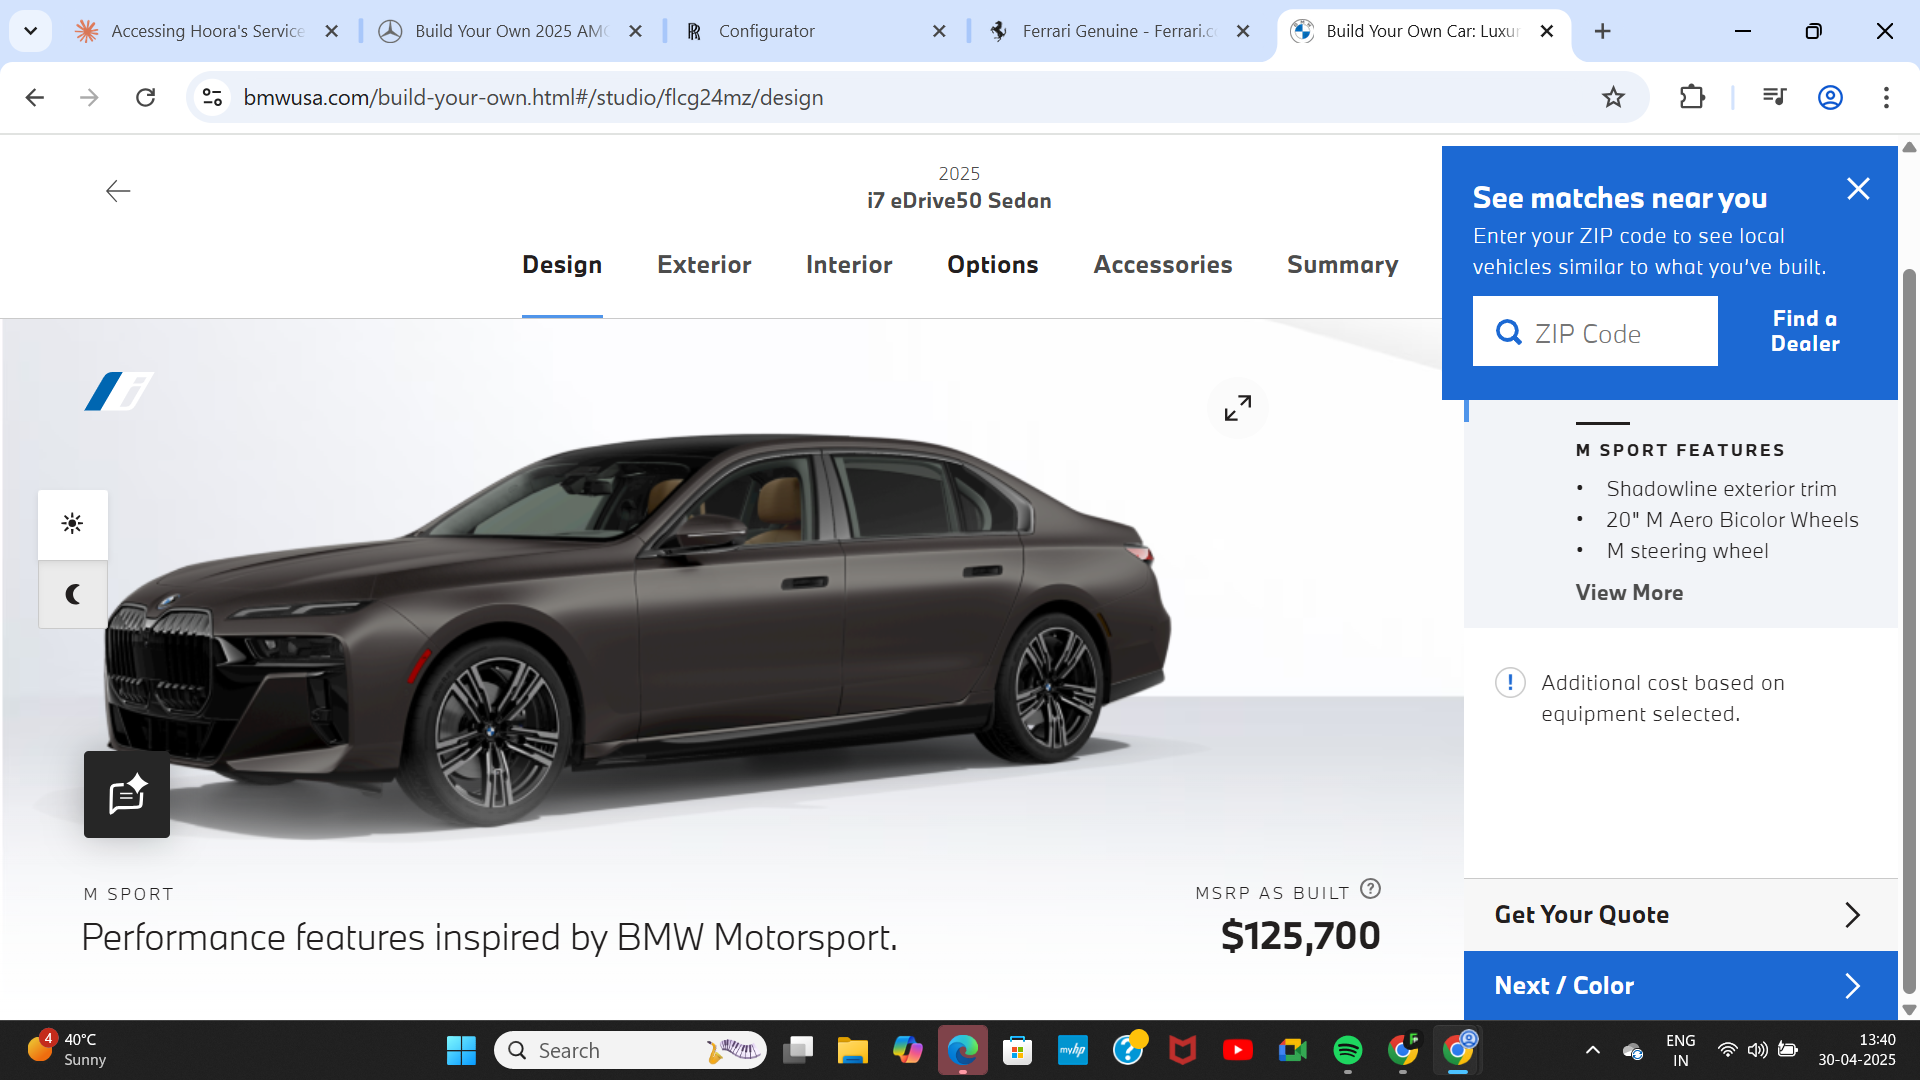 Accessing Hoora's Service
Build Your Own 2025 AMG
Configurator
Ferrari Genuine - Ferrari.co
Build Your Own Car: Luxur
bmwusa.com/build-your-own.html#/studio/flcg24mz/design
2025
i7 eDrive50 Sedan
Design
Exterior
Interior
Options
Accessories
Summary
See matches near you
Enter your ZIP code to see local
vehicles similar to what you've built.
ZIP Code
Find a
Dealer
M SPORT FEATURES
• Shadowline exterior trim
• 20" M Aero Bicolor Wheels
• M steering wheel
View More
! Additional cost based on
equipment selected.
M SPORT
Performance features inspired by BMW Motorsport.
MSRP AS BUILT ?
$125,700
Get Your Quote
Next / Color
4
40°C
Sunny
Search
myhp
?
F
ENG
IN
13:40
30-04-2025